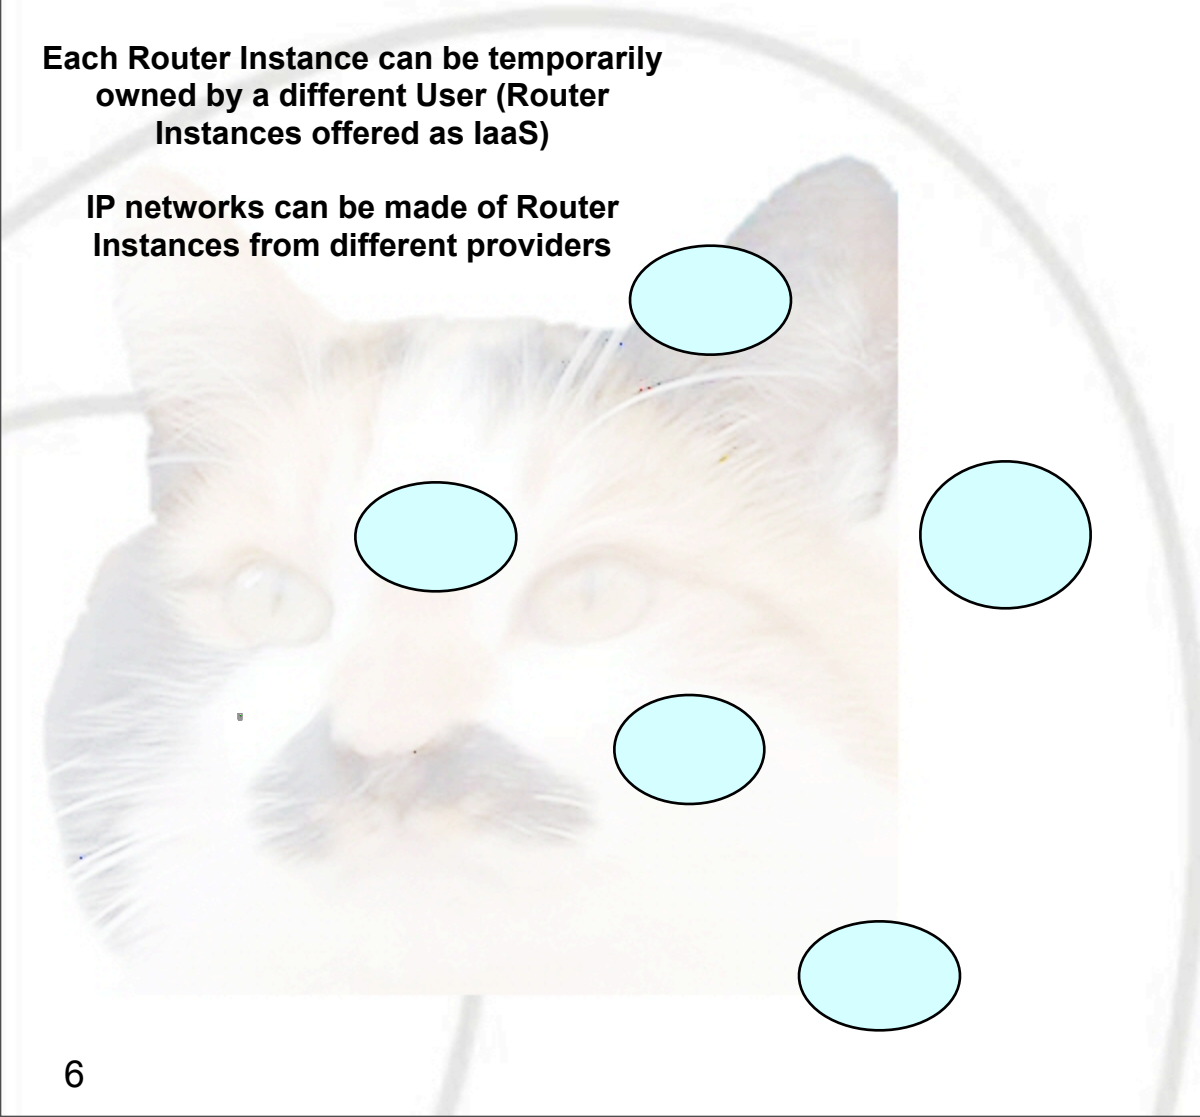 Each Router Instance can be temporarily
owned by a different User (Router
Instances offered as IaaS)
IP networks can be made of Router
Instances from different providers
6